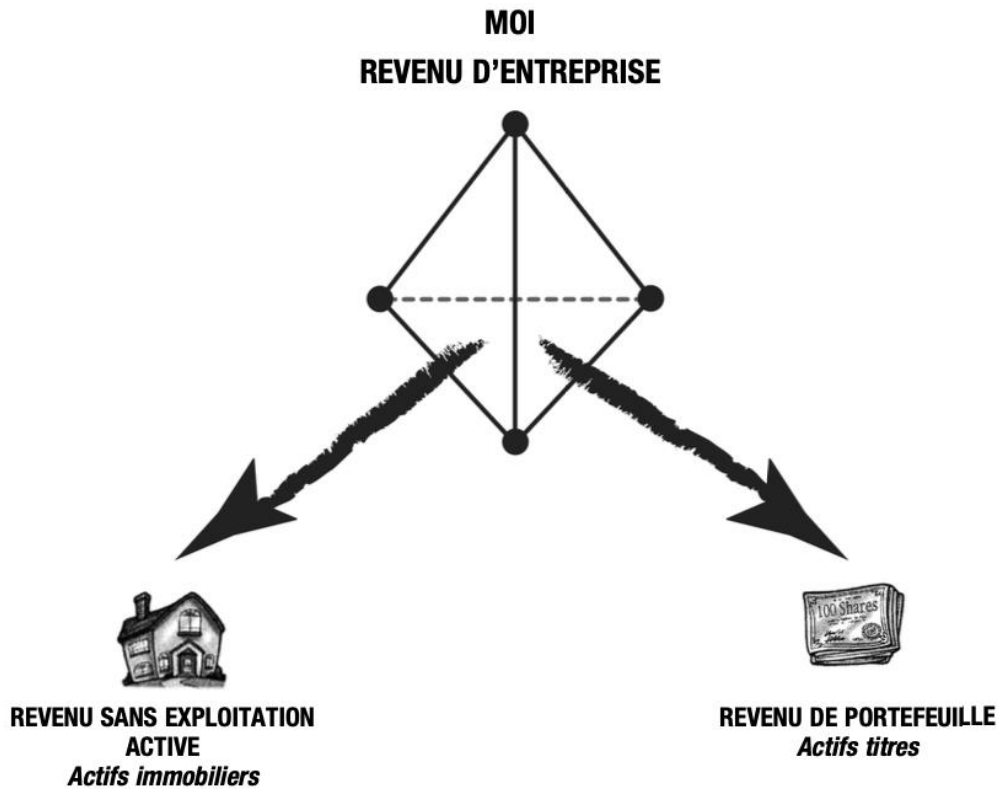 MOI
REVENU D’ENTREPRISE
100 Shares
REVENU SANS EXPLOITATION
ACTIVE
Actifs immobiliers
REVENU DE PORTEFEUILLE
Actifs titres